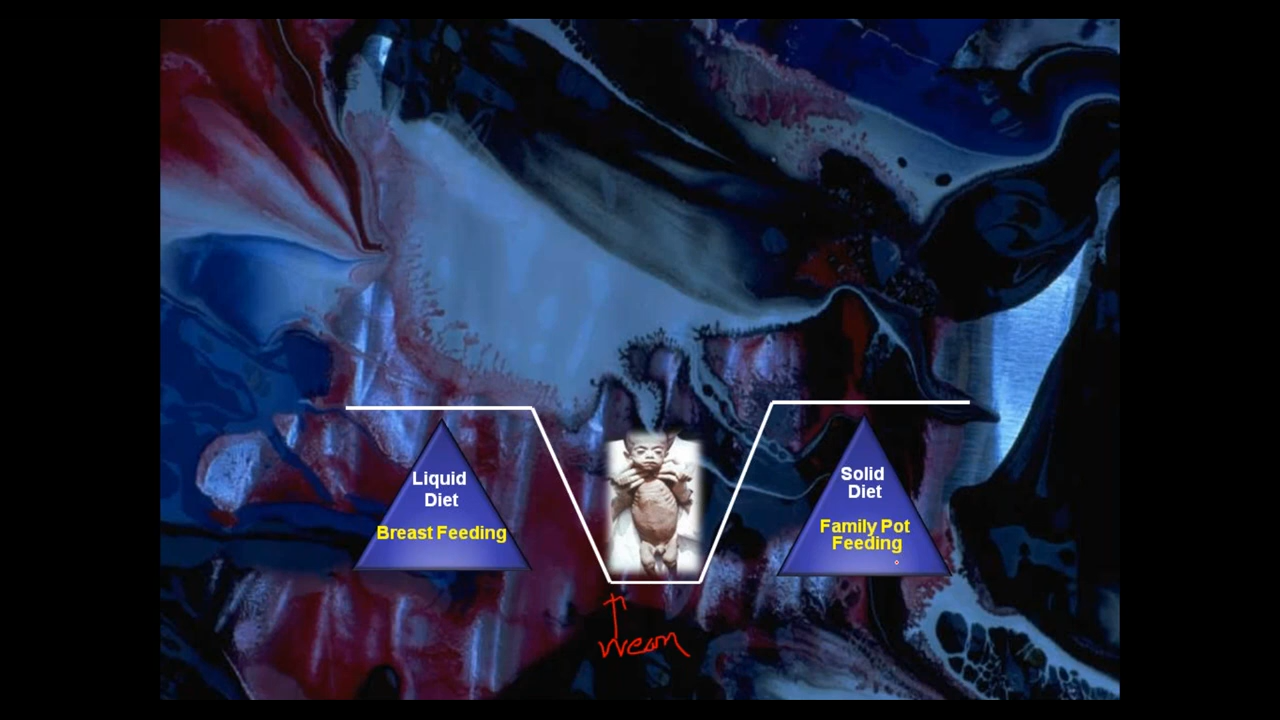 Liquid
Diet
Breast Feeding
Solid
Diet
Family Pot
Feeding
wean